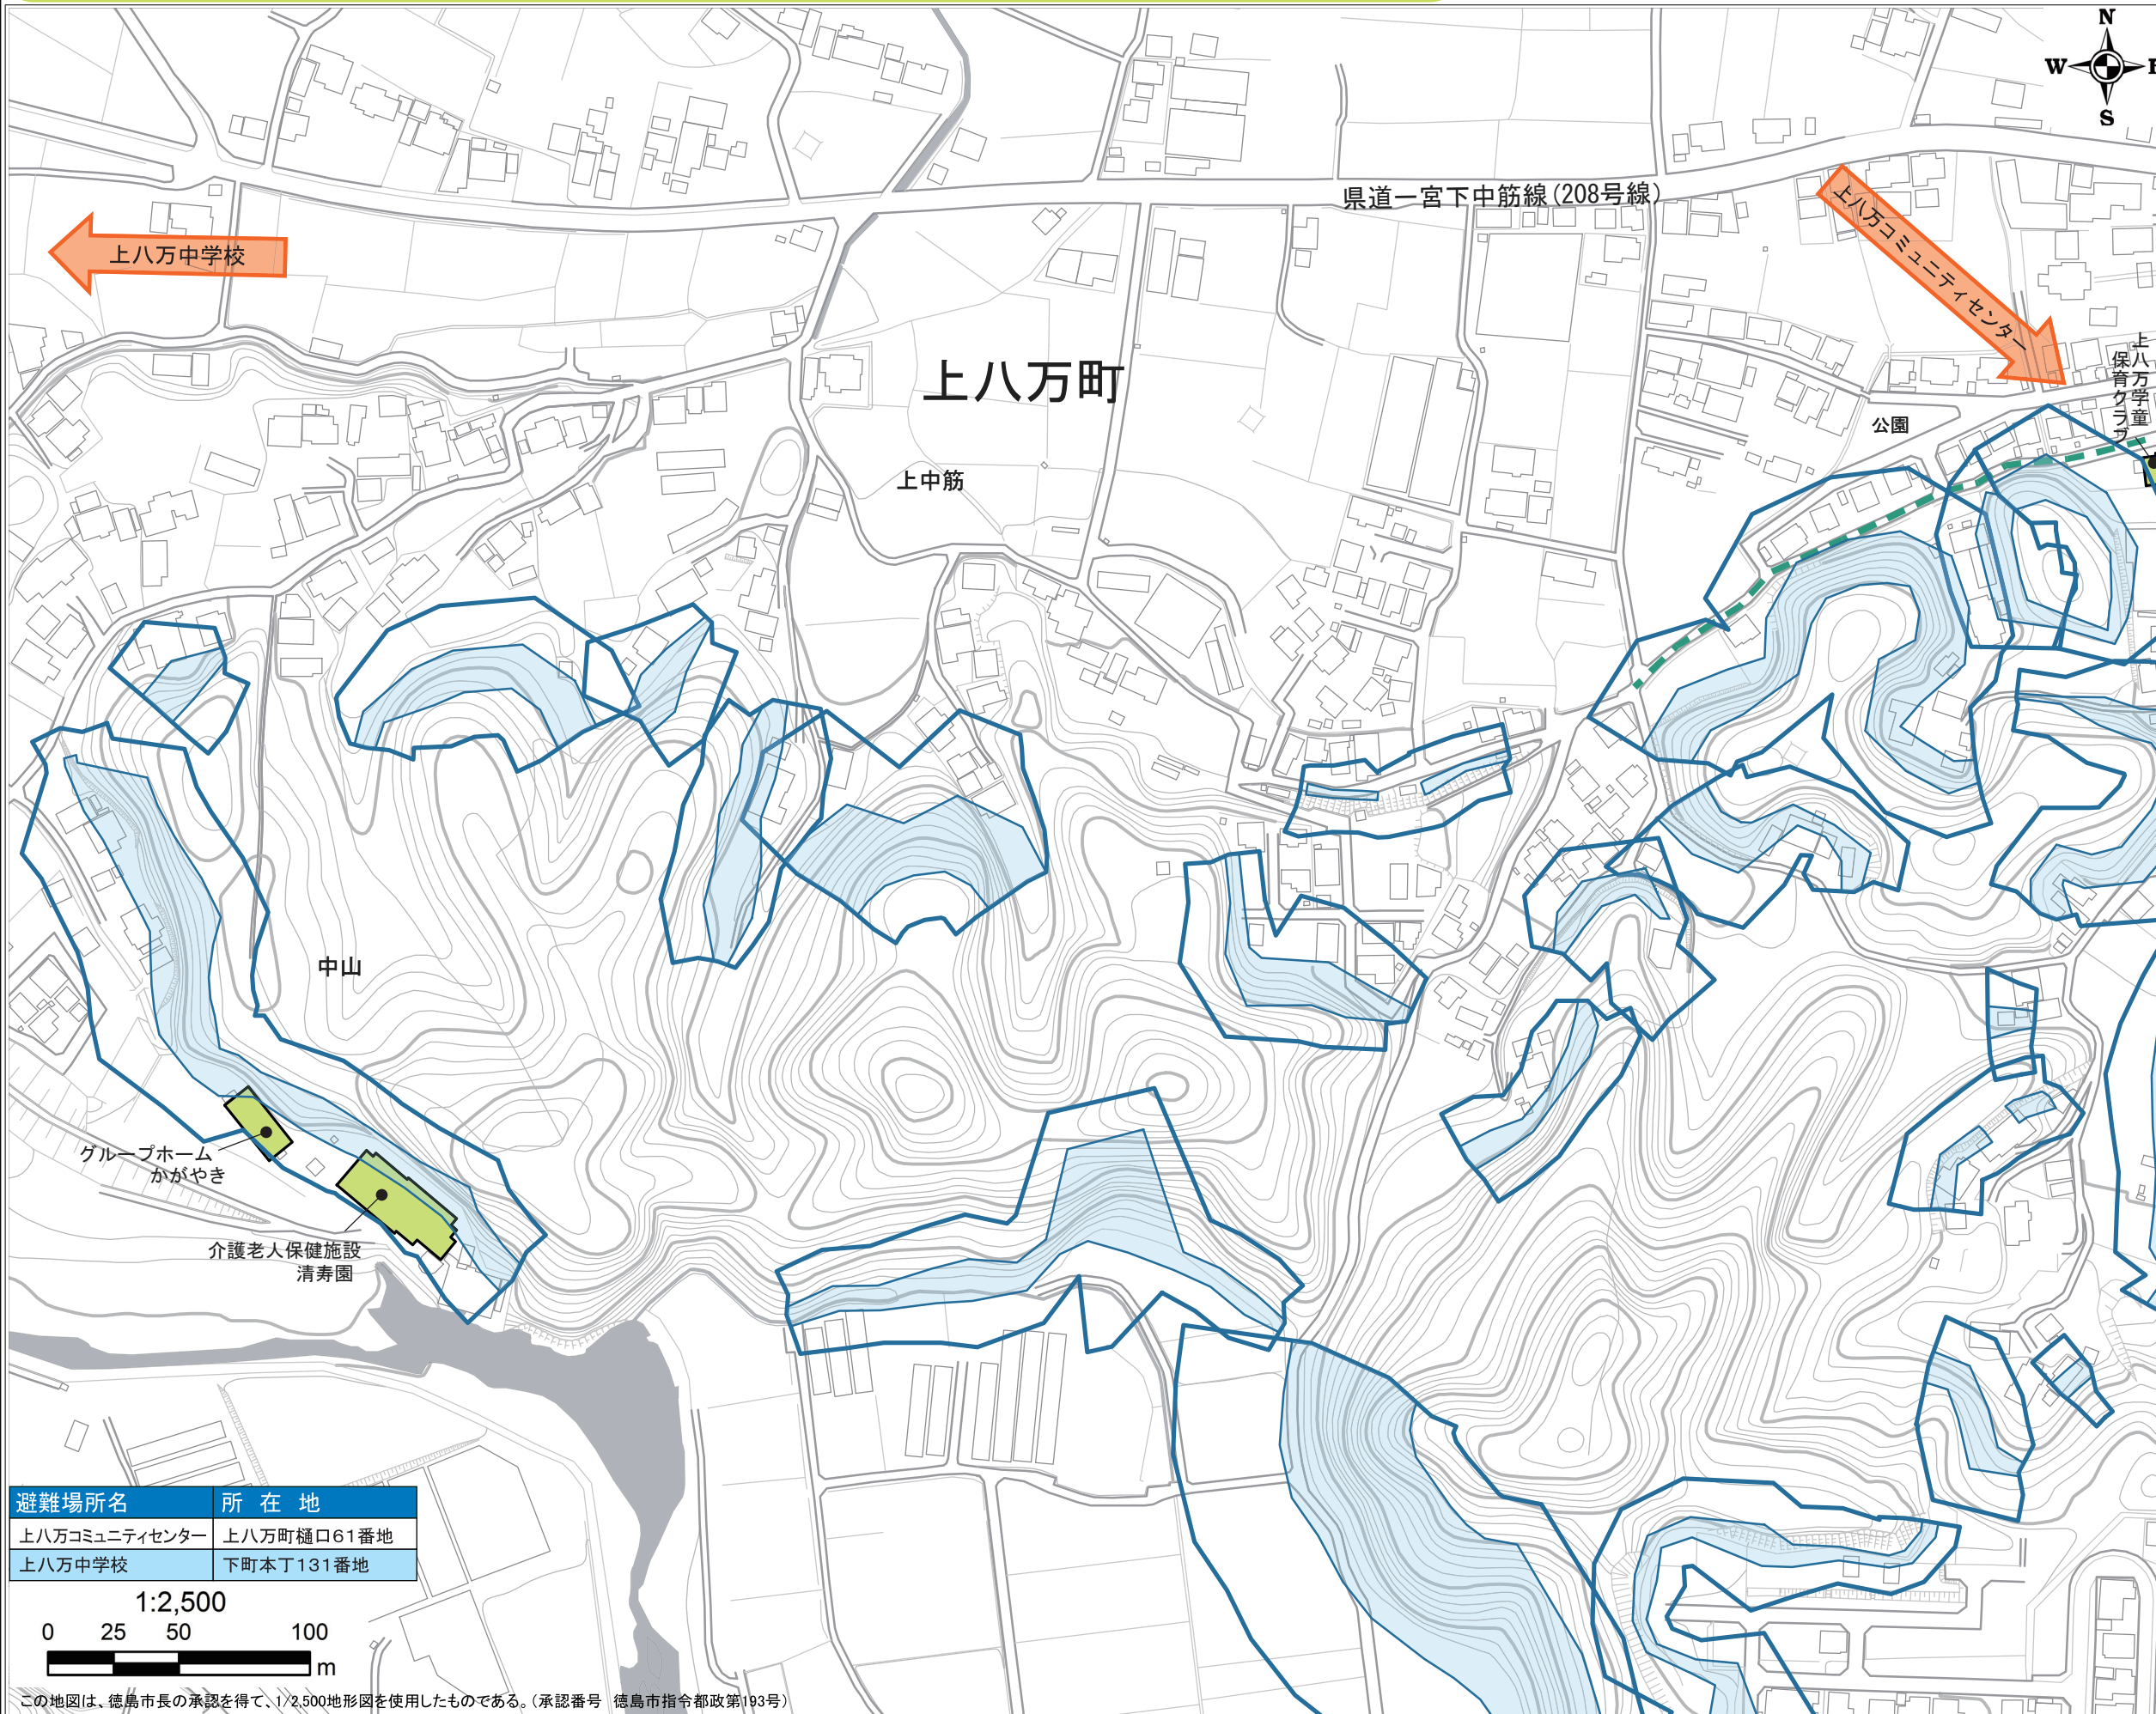 N
W
E
S
県道一宮下中筋線(208号線)
上八万中学校
上八万コミュニティセンター
上八万学童
保育クラブ
上八万町
公園
上中筋
中山
グループホーム
かがやき
介護老人保健施設
清寿園
避難場所名 所在地
上八万コミュニティセンター 上八万町樋口61番地
上八万中学校 下町本丁131番地
1:2,500
0 25 50 100
m
この地図は、徳島市長の承認を得て、1/2,500地形図を使用したものである。(承認番号 徳島市指令都政第193号)